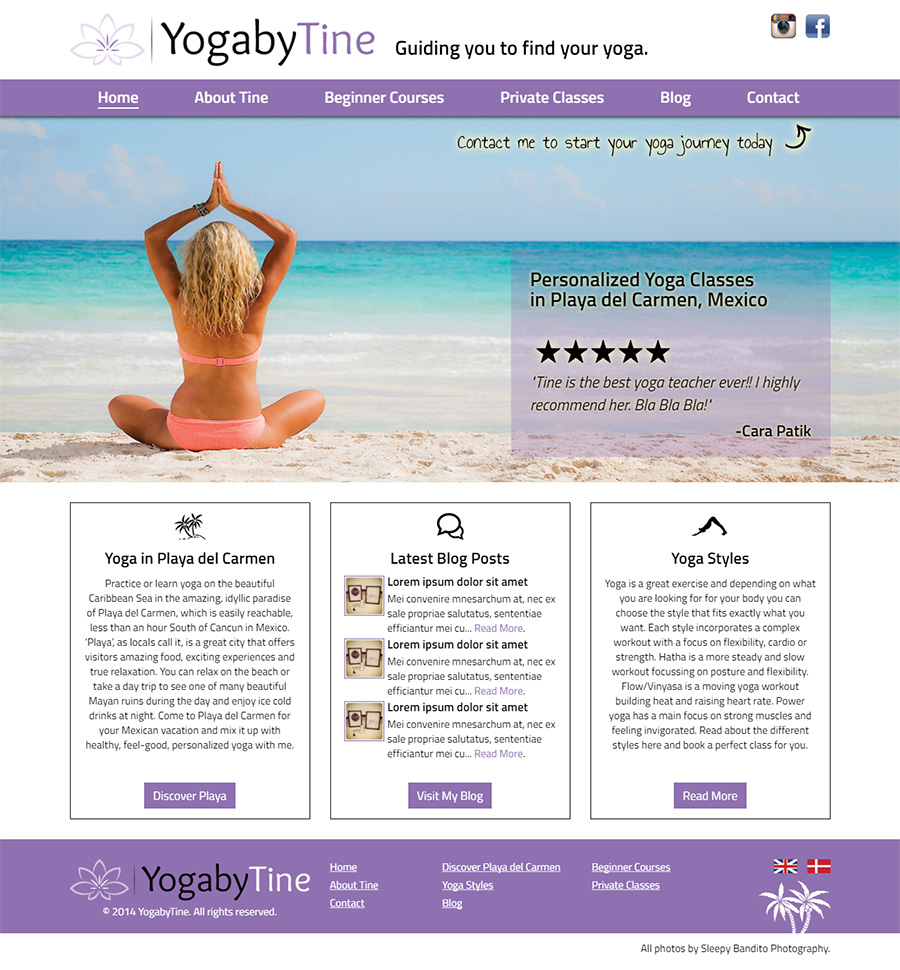 YogabyTine
Guiding you to find your yoga.
Home
About Tine
Beginner Courses
Private Classes
Blog
Contact
Contact me to start your yoga journey today
Personalized Yoga Classes
in Playa del Carmen, Mexico
'Tine is the best yoga teacher ever!! I highly
recommend her. Bla Bla Bla!'
-Cara Patik
Yoga in Playa del Carmen
Practice or learn yoga on the beautiful
Caribbean Sea in the amazing, idyllic paradise
of Playa del Carmen, which is easily reachable,
less than an hour South of Cancun in Mexico.
'Playa', as locals call it, is a great city that offers
visitors amazing food, exciting experiences and
true relaxation. You can relax on the beach or
take a day trip to see one of many beautiful
Mayan ruins during the day and enjoy ice cold
drinks at night. Come to Playa del Carmen for
your Mexican vacation and mix it up with
healthy, feel-good, personalized yoga with me.
Discover Playa
Latest Blog Posts
Lorem ipsum dolor sit amet
Mei convenire mnesarchum at, nec ex
sale propriae salutatus, sententiae
efficiantur mei cu... Read More.
Lorem ipsum dolor sit amet
Mei convenire mnesarchum at, nec ex
sale propriae salutatus, sententiae
efficiantur mei cu... Read More.
Lorem ipsum dolor sit amet
Mei convenire mnesarchum at, nec ex
sale propriae salutatus, sententiae
efficiantur mei cu... Read More.
Visit My Blog
Yoga Styles
Yoga is a great exercise and depending on what
you are looking for for your body you can
choose the style that fits exactly what you
want. Each style incorporates a complex
workout with a focus on flexibility, cardio or
strength. Hatha is a more steady and slow
workout focussing on posture and flexibility.
Flow/Vinyasa is a moving yoga workout
building heat and raising heart rate. Power
yoga has a main focus on strong muscles and
feeling invigorated. Read about the different
styles here and book a perfect class for you.
Read More
YogabyTine
© 2014 YogabyTine. All rights reserved.
Home
About Tine
Contact
Discover Playa del Carmen
Yoga Styles
Blog
Beginner Courses
Private Classes
All photos by Sleepy Bandito Photography.